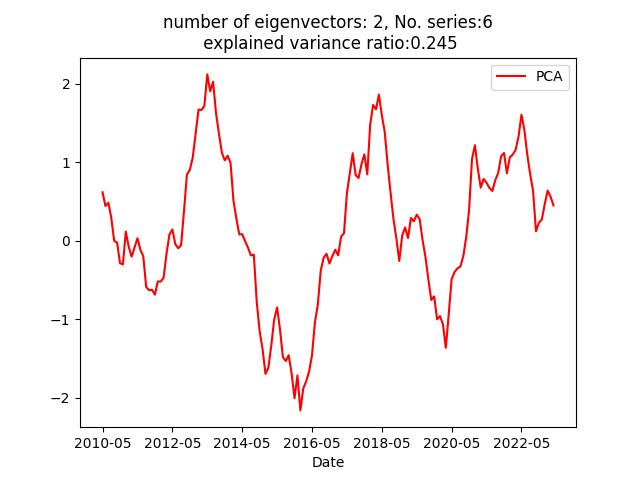 number of eigenvectors: 2, No. series:6
explained variance ratio:0.245
PCA
2
1
0
−1
−2
2010-05 2012-05 2014-05 2016-05 2018-05 2020-05 2022-05
Date